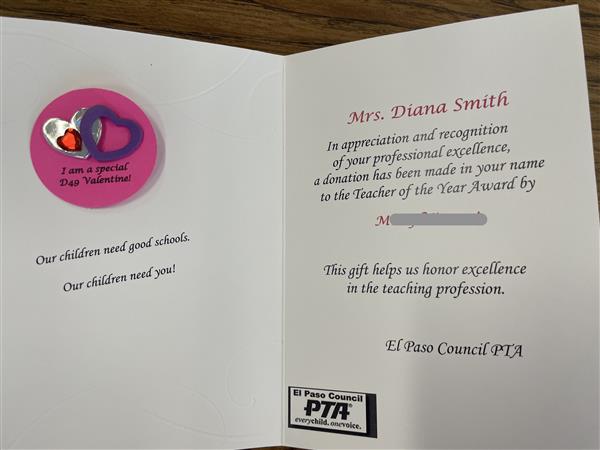 I am a special
D49 Valentine!
Our children need good schools.
Our children need you!
Mrs. Diana Smith
In appreciation and recognition
of your professional excellence,
a donation has been made in your name
to the Teacher of the Year Award by
This gift helps us honor excellence
in the teaching profession.
El Paso Council PTA
El Paso Council
PTA®
everychild.onevoice.